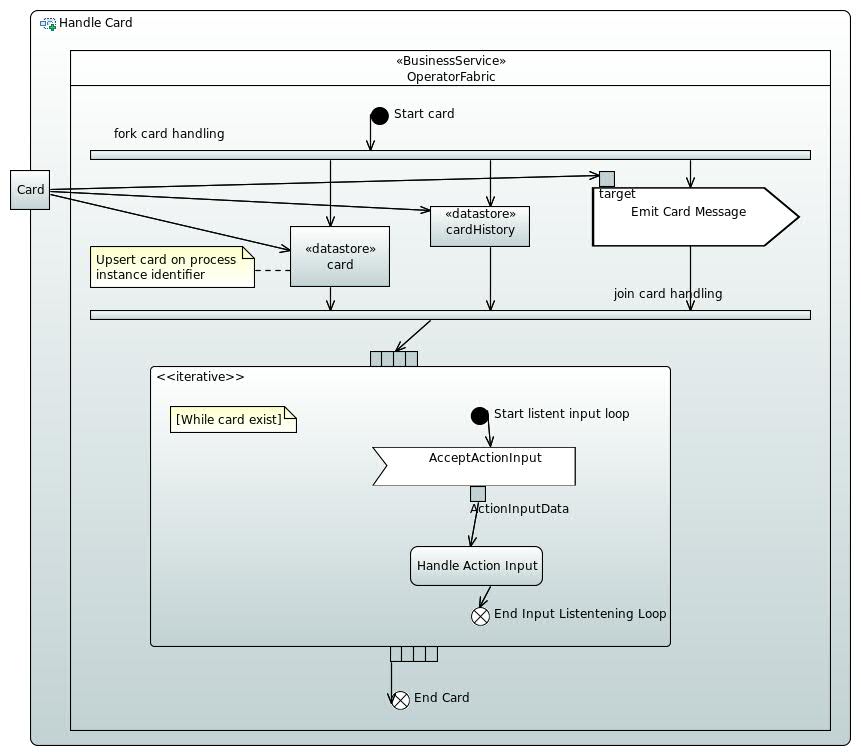 Handle Card
«BusinessService»
OperatorFabric
Start card
fork card handling
Card
target
Emit Card Message
«datastore»
cardHistory
«datastore»
card
Upsert card on process
instance identifier
join card handling
<<iterative>>
[While card exist]
Start listent input loop
AcceptActionInput
ActionInputData
Handle Action Input
End Input Listentening Loop
End Card